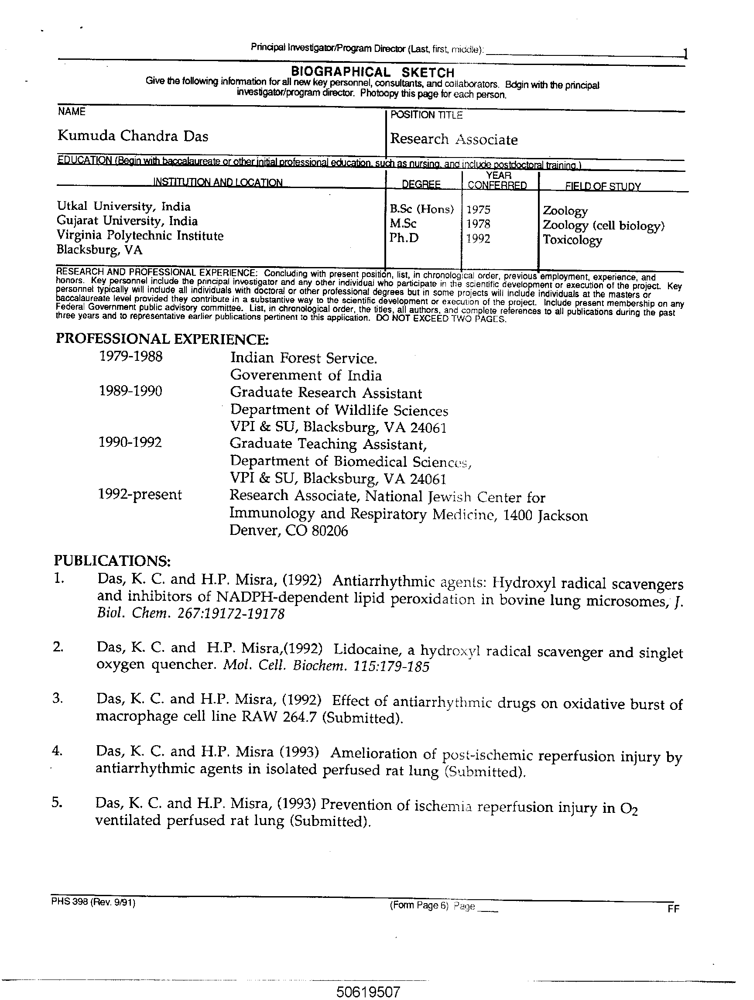 Principal Investigator/Program Director (Last, first, middle):
1
BIOGRAPHICAL SKETCH
Give the following information for all new key personnel, consultants, and collaborators. Bdgin with the principal
investigator/program director. Photoopy this page for each person.
NAME
POSITION TITLE
Kumuda Chandra Das
Research Associate
EDUCATION (Begin with baccalaureate or other initial professional education, such as nursing, and include postdoctoral training.)
INSTITUTION AND LOCATION
DEGREE
YEAR
CONFERRED
FIELD OF STUDY
Utkal University, India B.Sc (Hons) 1975 Zoology
Gujarat University, India M.Sc 1978 Zoology (cell biology)
Virginia Polytechnic Institute Ph.D 1992 Toxicology
Blacksburg, VA
RESEARCH AND PROFESSIONAL EXPERIENCE: Concluding with present position, list, in chronological order, previous employment, experience, and
honors. Key personnel include the principal investigator and any other individual who participate in the scientific development or execution of the project. Key
personnel typically will include all individuals with doctoral or other professional degrees but in some projects will include individuals at the masters or
baccalaureate level provided they contribute in a substantive way to the scientific development or execution of the project. Include present membership on any
Federal Government public advisory committee. List, in chronological order, the titles, all authors, and complete references to all publications during the past
three years and to representative earlier publications pertinent to this application. DO NOT EXCEED TWO PAGES.
PROFESSIONAL EXPERIENCE:
1979-1988 Indian Forest Service.
Goverenment of India
1989-1990 Graduate Research Assistant
Department of Wildlife Sciences
VPI & SU, Blacksburg, VA 24061
1990-1992 Graduate Teaching Assistant,
Department of Biomedical Sciences,
VPI & SU, Blacksburg, VA 24061
1992-present Research Associate, National Jewish Center for
Immunology and Respiratory Medicine, 1400 Jackson
Denver, CO 80206
PUBLICATIONS:
1. Das, K. C. and H.P. Misra, (1992) Antiarrhythmic agents: Hydroxyl radical scavengers
and inhibitors of NADPH-dependent lipid peroxidation in bovine lung microsomes, J.
Biol. Chem. 267:19172-19178
2. Das, K. C. and H.P. Misra,(1992) Lidocaine, a hydroxyl radical scavenger and singlet
oxygen quencher. Mol. Cell. Biochem. 115:179-185
3. Das, K. C. and H.P. Misra, (1992) Effect of antiarrhythmic drugs on oxidative burst of
macrophage cell line RAW 264.7 (Submitted).
4. Das, K. C. and H.P. Misra (1993) Amelioration of post-ischemic reperfusion injury by
antiarrhythmic agents in isolated perfused rat lung (Submitted).
5. Das, K. C. and H.P. Misra, (1993) Prevention of ischemia reperfusion injury in O2
ventilated perfused rat lung (Submitted).
PHS 398 (Rev. 9/91)
(Form Page 6) Page
FF
50619507